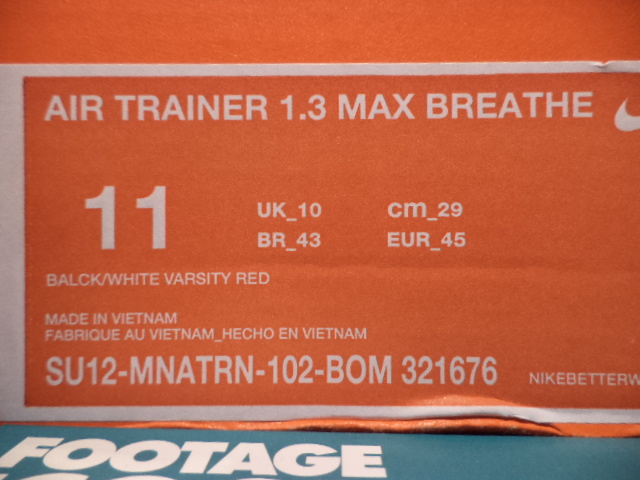 AIR TRAINER 1.3 MAX BREATHE
11
UK_10 cm_29
BR_43 EUR_45
BALCK/WHITE VARSITY RED
MADE IN VIETNAM
FABRIQUE AU VIETNAM_HECHO EN VIETNAM
SU12-MNATRN-102-BOM 321676
NIKEBETTERW
FOOTAGE